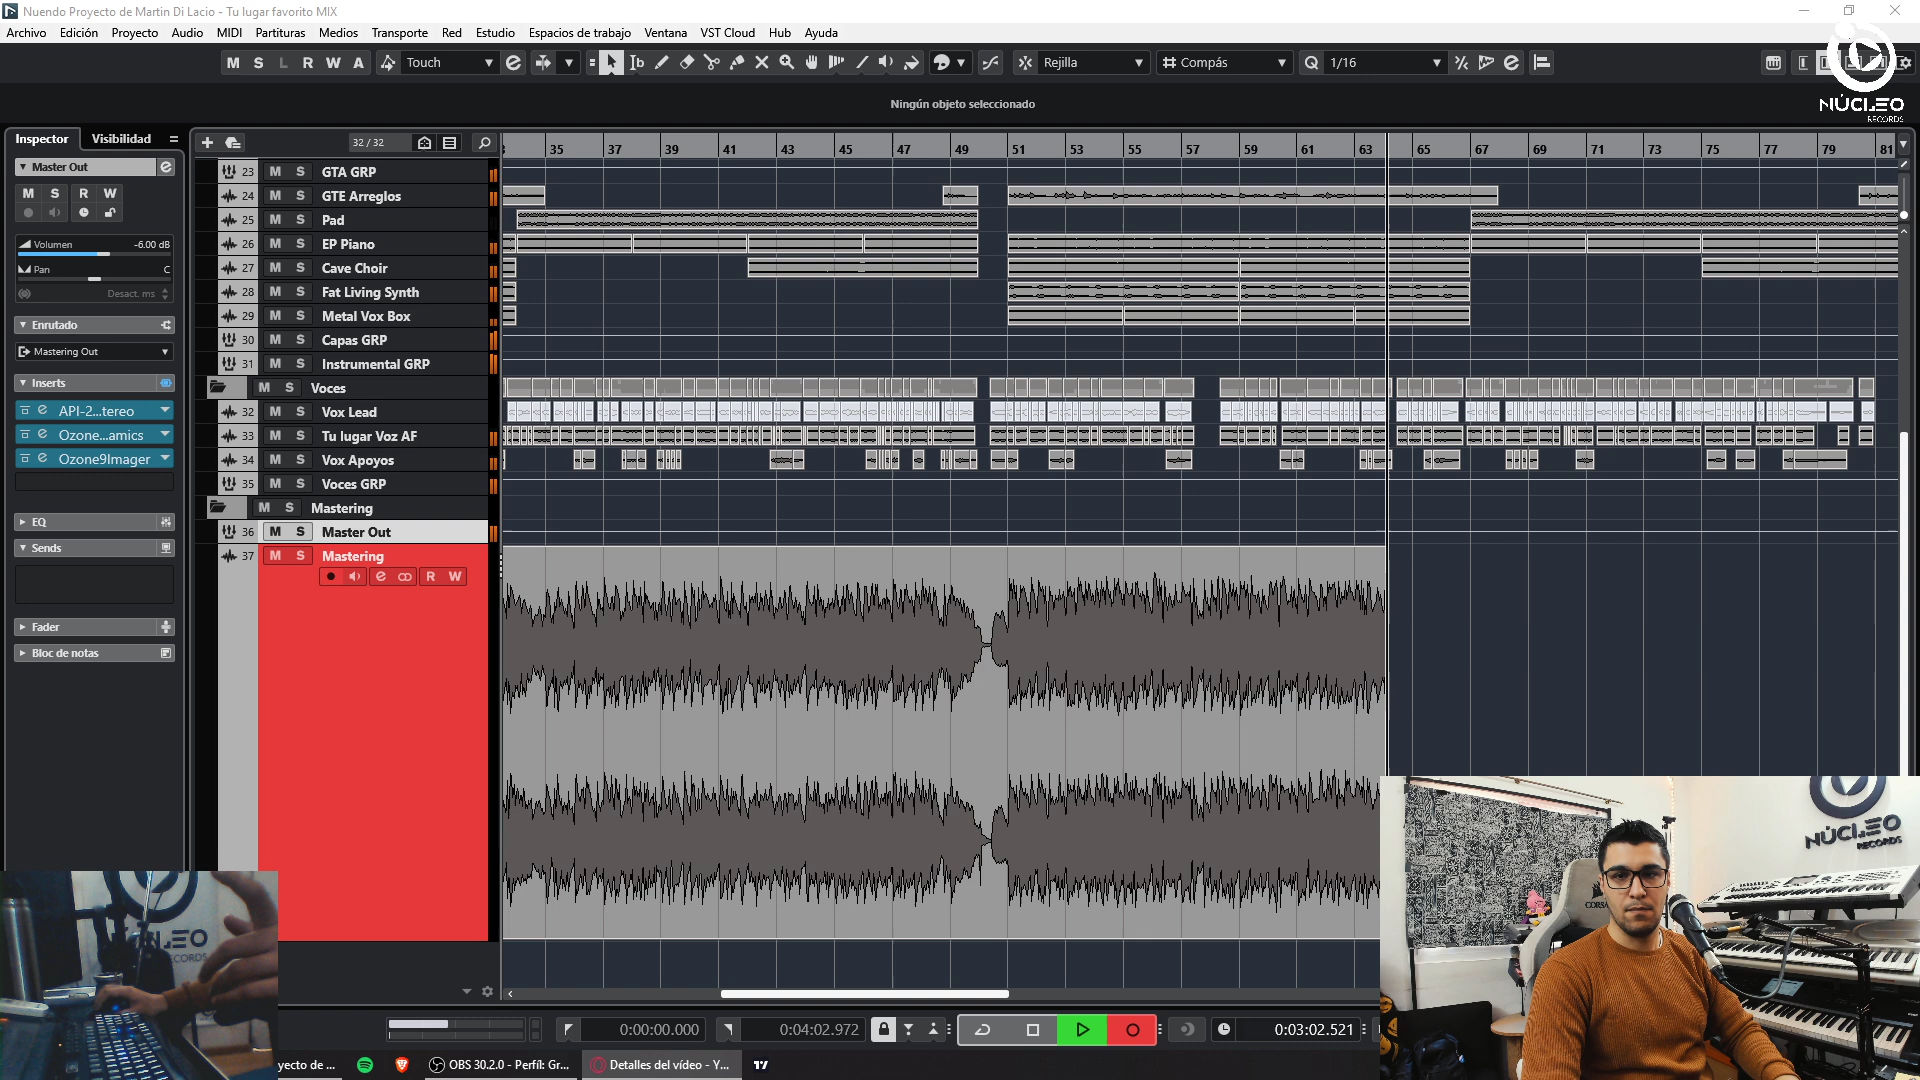 Nuendo Proyecto de Martin Di Lacio - Tu lugar favorito MIX
Archivo Edición Proyecto Audio MIDI Partituras Medios Transporte Red Estudio Espacios de trabajo Ventana VST Cloud Hub Ayuda
M S L R W A Touch Rejilla Compás Q 1/16
NÚCLEO
RECORDS
Ningún objeto seleccionado
Inspector Visibilidad
32 / 32
35 37 39 41 43 45 47 49 51 53 55 57 59 61 63 65 67 69 71 73 75 77 79 81
Master Out
M S R W
Volumen -6.00 dB
Pan C
Desact. ms
Enrutado
Mastering Out
Inserts
API-2...tereo
Ozone...amics
Ozone9Imager
EQ
Sends
Fader
Bloc de notas
23 M S GTA GRP
24 M S GTE Arreglos
25 M S Pad
26 M S EP Piano
27 M S Cave Choir
28 M S Fat Living Synth
29 M S Metal Vox Box
30 M S Capas GRP
31 M S Instrumental GRP
M S Voces
32 M S Vox Lead
33 M S Tu lugar Voz AF
34 M S Vox Apoyos
35 M S Voces GRP
M S Mastering
36 M S Master Out
37 M S Mastering
R W
NÚCLEO
RECORDS
CORSA
0:00:00.000 0:04:02.972 0:03:02.521
yecto de ... OBS 30.2.0 - Perfil: Gr... Detalles del vídeo - Y...